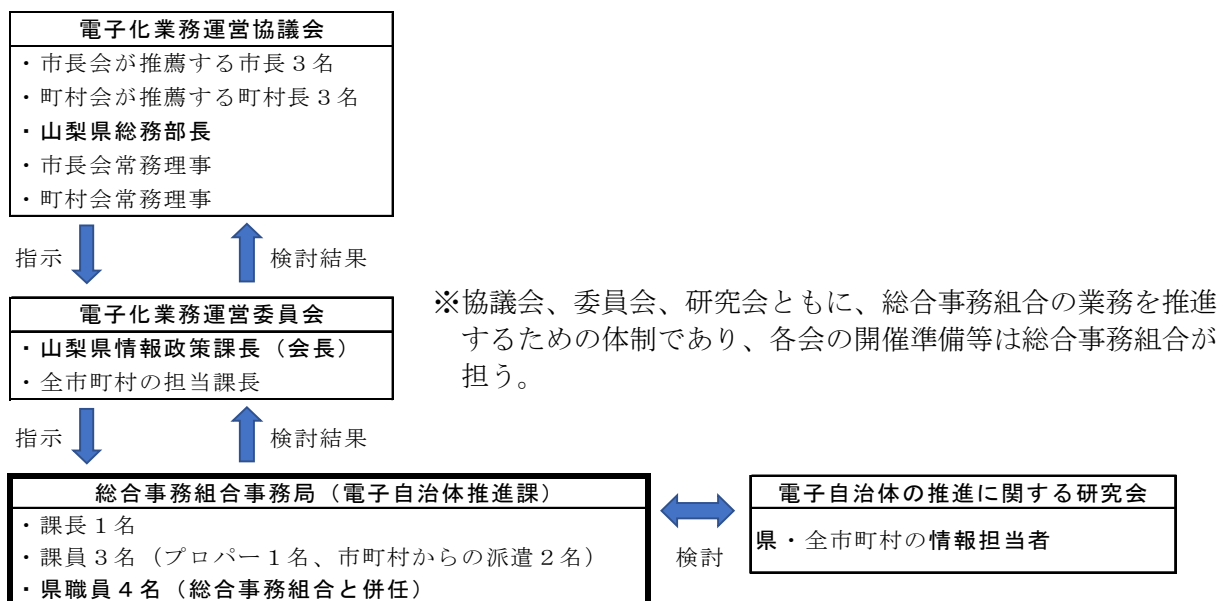 電子化業務運営協議会
・市長会が推薦する市長3名
・町村会が推薦する町村長3名
・山梨県総務部長
・市長会常務理事
・町村会常務理事
指示
検討結果
電子化業務運営委員会
・山梨県情報政策課長（会長）
・全市町村の担当課長
※協議会、委員会、研究会ともに、総合事務組合の業務を推進
するための体制であり、各会の開催準備等は総合事務組合が
担う。
指示
検討結果
総合事務組合事務局（電子自治体推進課）
・課長１名
・課員３名（プロパー１名、市町村からの派遣２名）
・県職員４名（総合事務組合と併任）
検討
電子自治体の推進に関する研究会
県・全市町村の情報担当者